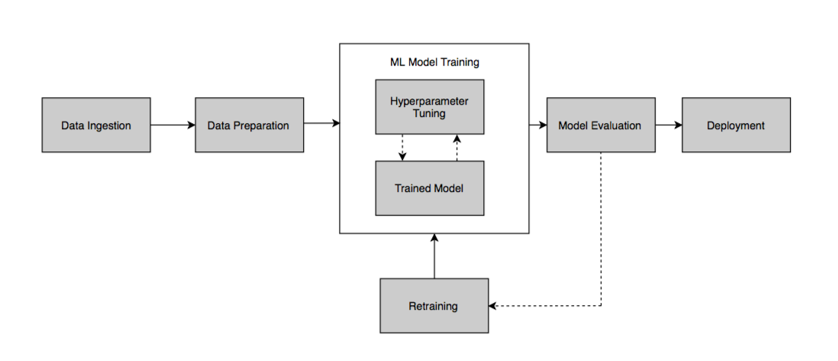 ML Model Training
Hyperparameter
Tuning
Data Ingestion
Data Preparation
Model Evaluation
Deployment
Trained Model
Retraining